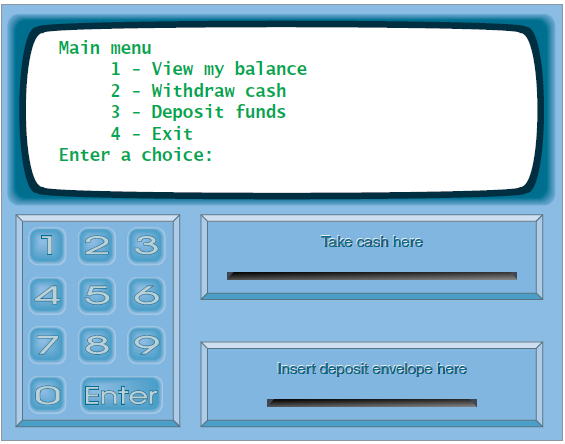 Main menu
1 - View my balance
2 - Withdraw cash
3 - Deposit funds
4 - Exit
Enter a choice:
1 2 3
4 5 6
7 8 9
0 Enter
Take cash here
Insert deposit envelope here